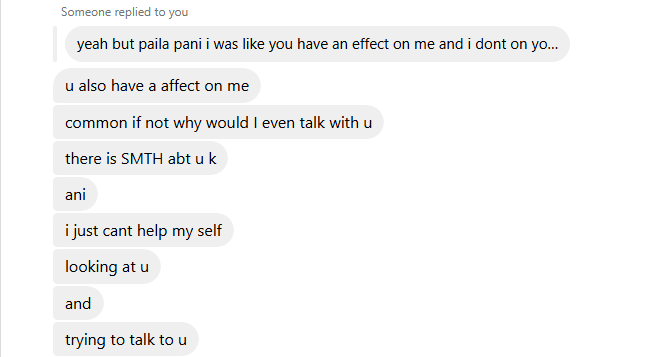 Someone replied to you
yeah but paila pani i was like you have an effect on me and i dont on yo...
u also have a affect on me
common if not why would I even talk with u
there is SMTH abt u k
ani
i just cant help my self
looking at u
and
trying to talk to u